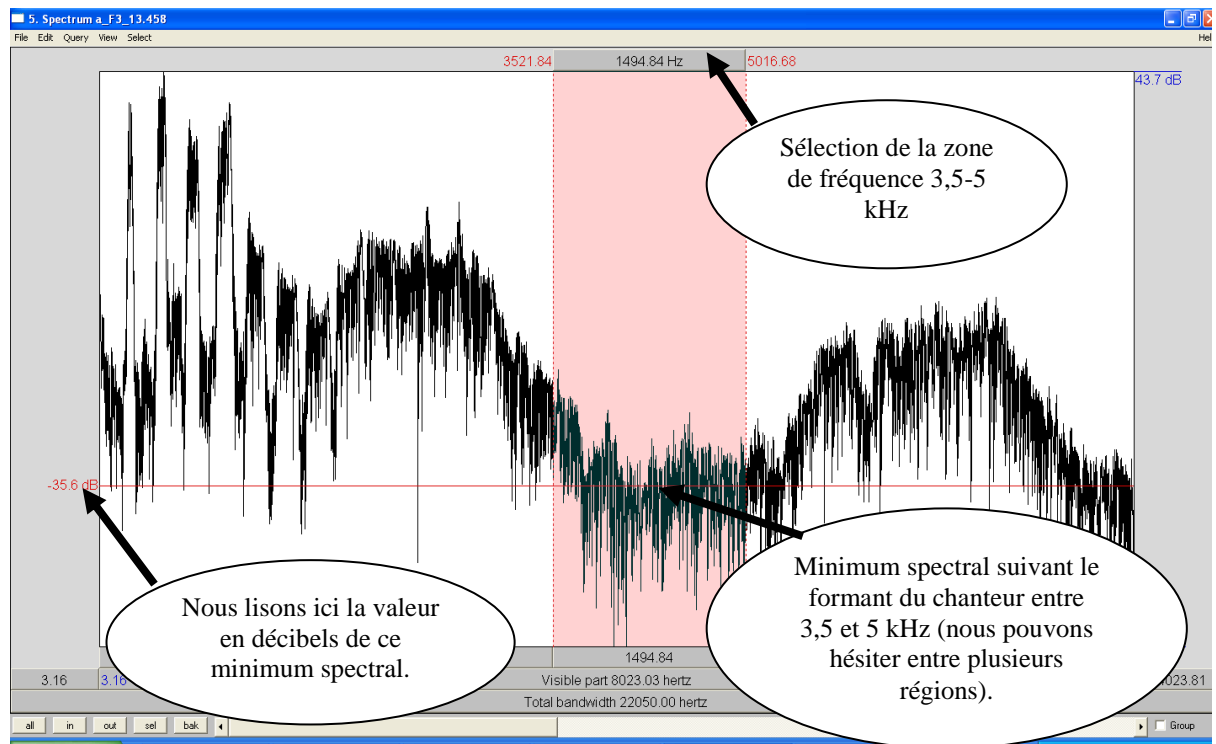 5. Spectrum a_F3_13.458
File Edit Query View Select
Hel
3521.84
1494.84 Hz
5016.68
43.7 dB
Sélection de la zone
de fréquence 3,5-5
kHz
-35.6 dB
Nous lisons ici la valeur
en décibels de ce
minimum spectral.
Minimum spectral suivant le
formant du chanteur entre
3,5 et 5 kHz (nous pouvons
hésiter entre plusieurs
régions).
1494.84
3.16
3.16
Visible part 8023.03 hertz
023.81
Total bandwidth 22050.00 hertz
all in out sel bak
Group